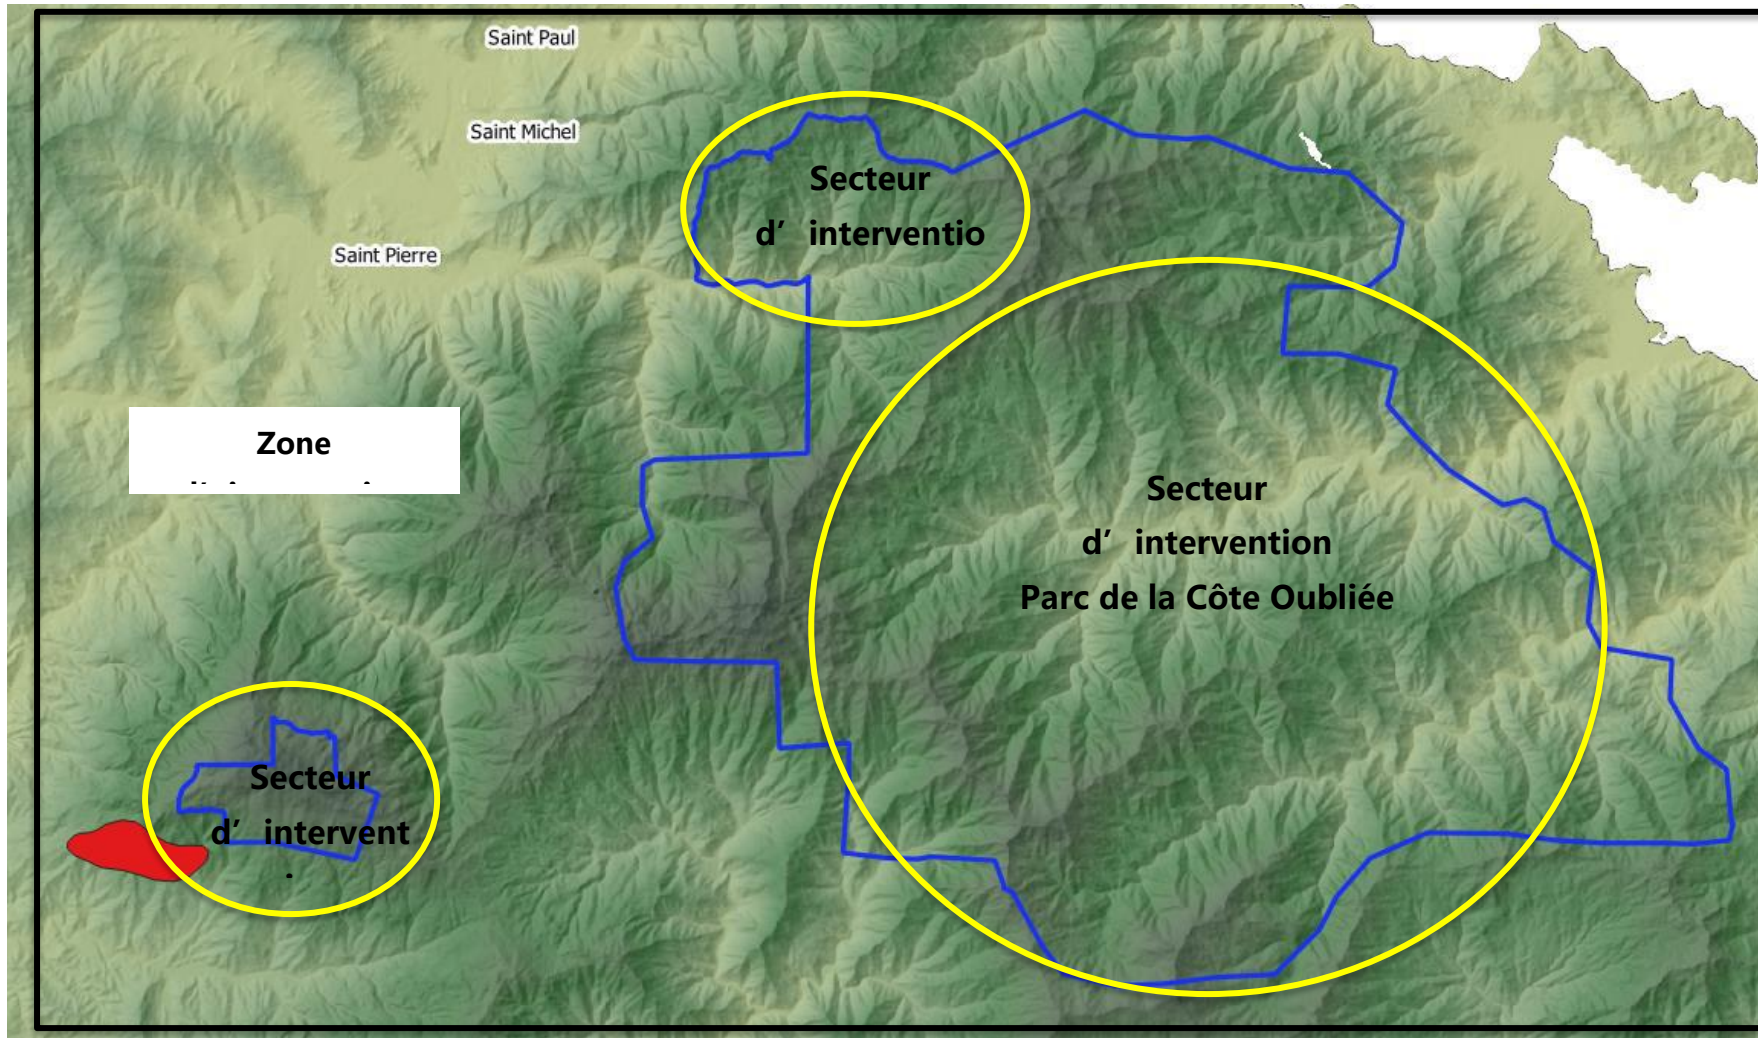 Saint Paul
Saint Michel
Secteur
d’ interventio
Saint Pierre
Zone
Secteur
d’ intervention
Parc de la Côte Oubliée
Secteur
d’ intervent